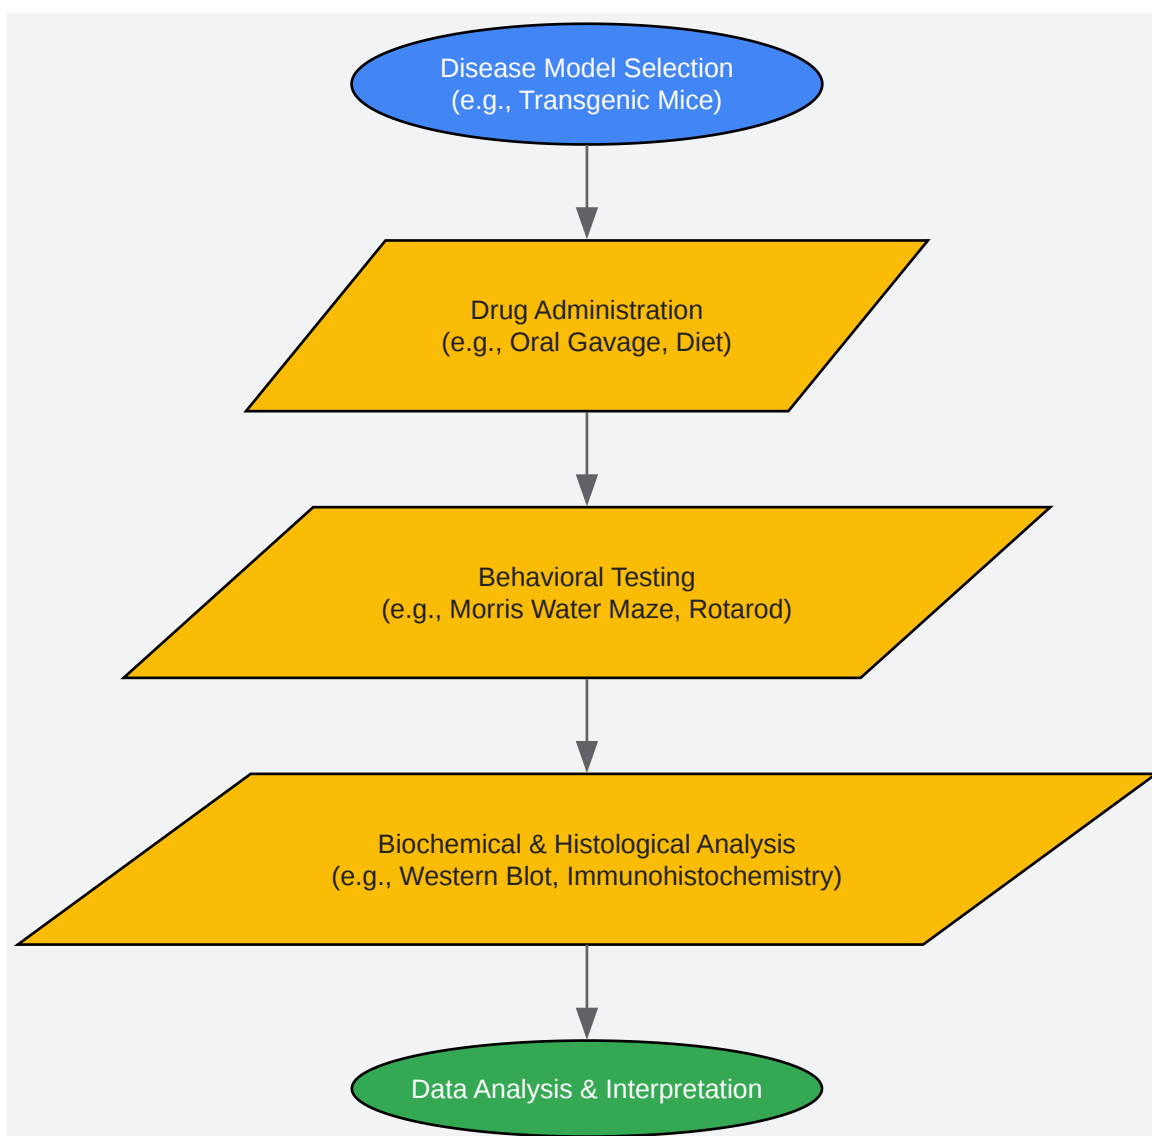 Disease Model Selection
(e.g., Transgenic Mice)
Drug Administration
(e.g., Oral Gavage, Diet)
Behavioral Testing
(e.g., Morris Water Maze, Rotarod)
Biochemical & Histological Analysis
(e.g., Western Blot, Immunohistochemistry)
Data Analysis & Interpretation